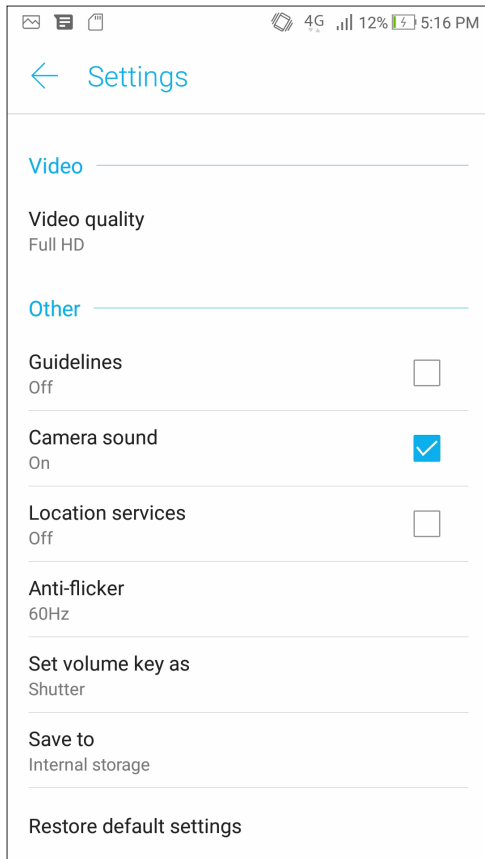 4G 12% 5:16 PM
Settings
Video
Video quality
Full HD
Other
Guidelines
Off
Camera sound
On
Location services
Off
Anti-flicker
60Hz
Set volume key as
Shutter
Save to
Internal storage
Restore default settings